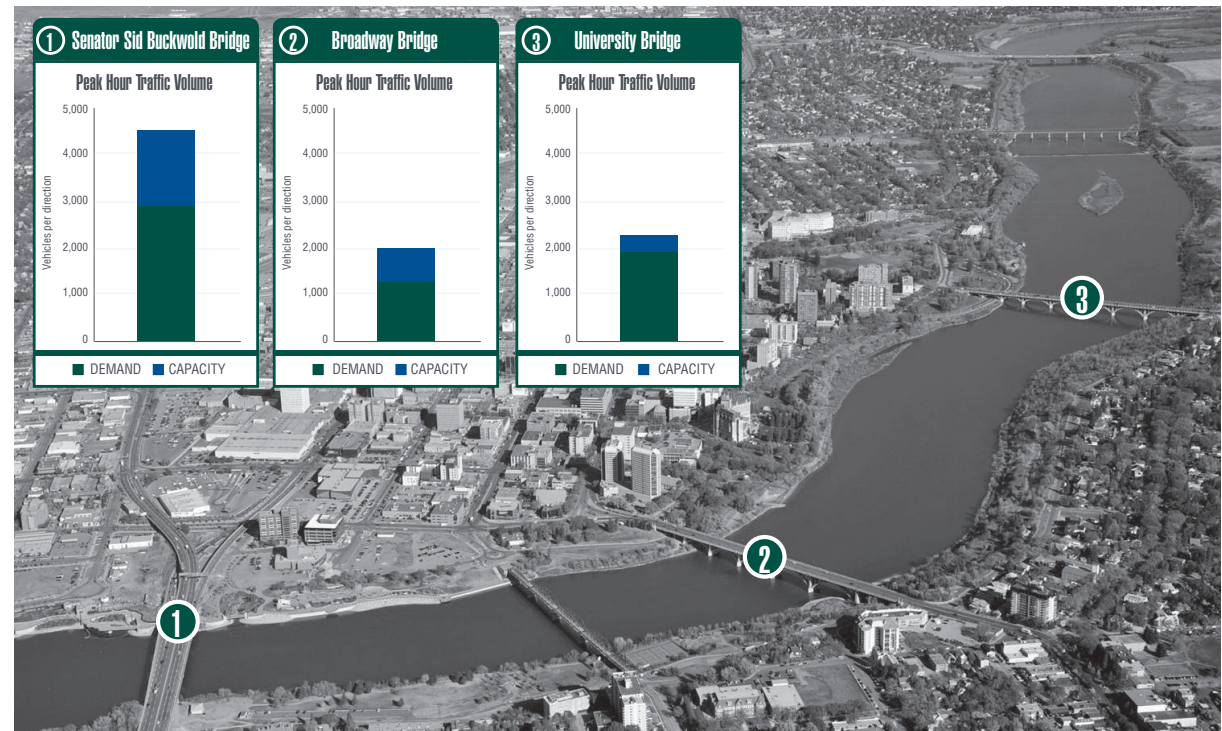 1 Senator Sid Buckwold Bridge
Peak Hour Traffic Volume
Vehicles per direction
5,000
4,000
3,000
2,000
1,000
0
DEMAND CAPACITY
2 Broadway Bridge
Peak Hour Traffic Volume
Vehicles per direction
5,000
4,000
3,000
2,000
1,000
0
DEMAND CAPACITY
3 University Bridge
Peak Hour Traffic Volume
Vehicles per direction
5,000
4,000
3,000
2,000
1,000
0
DEMAND CAPACITY
3
2
1